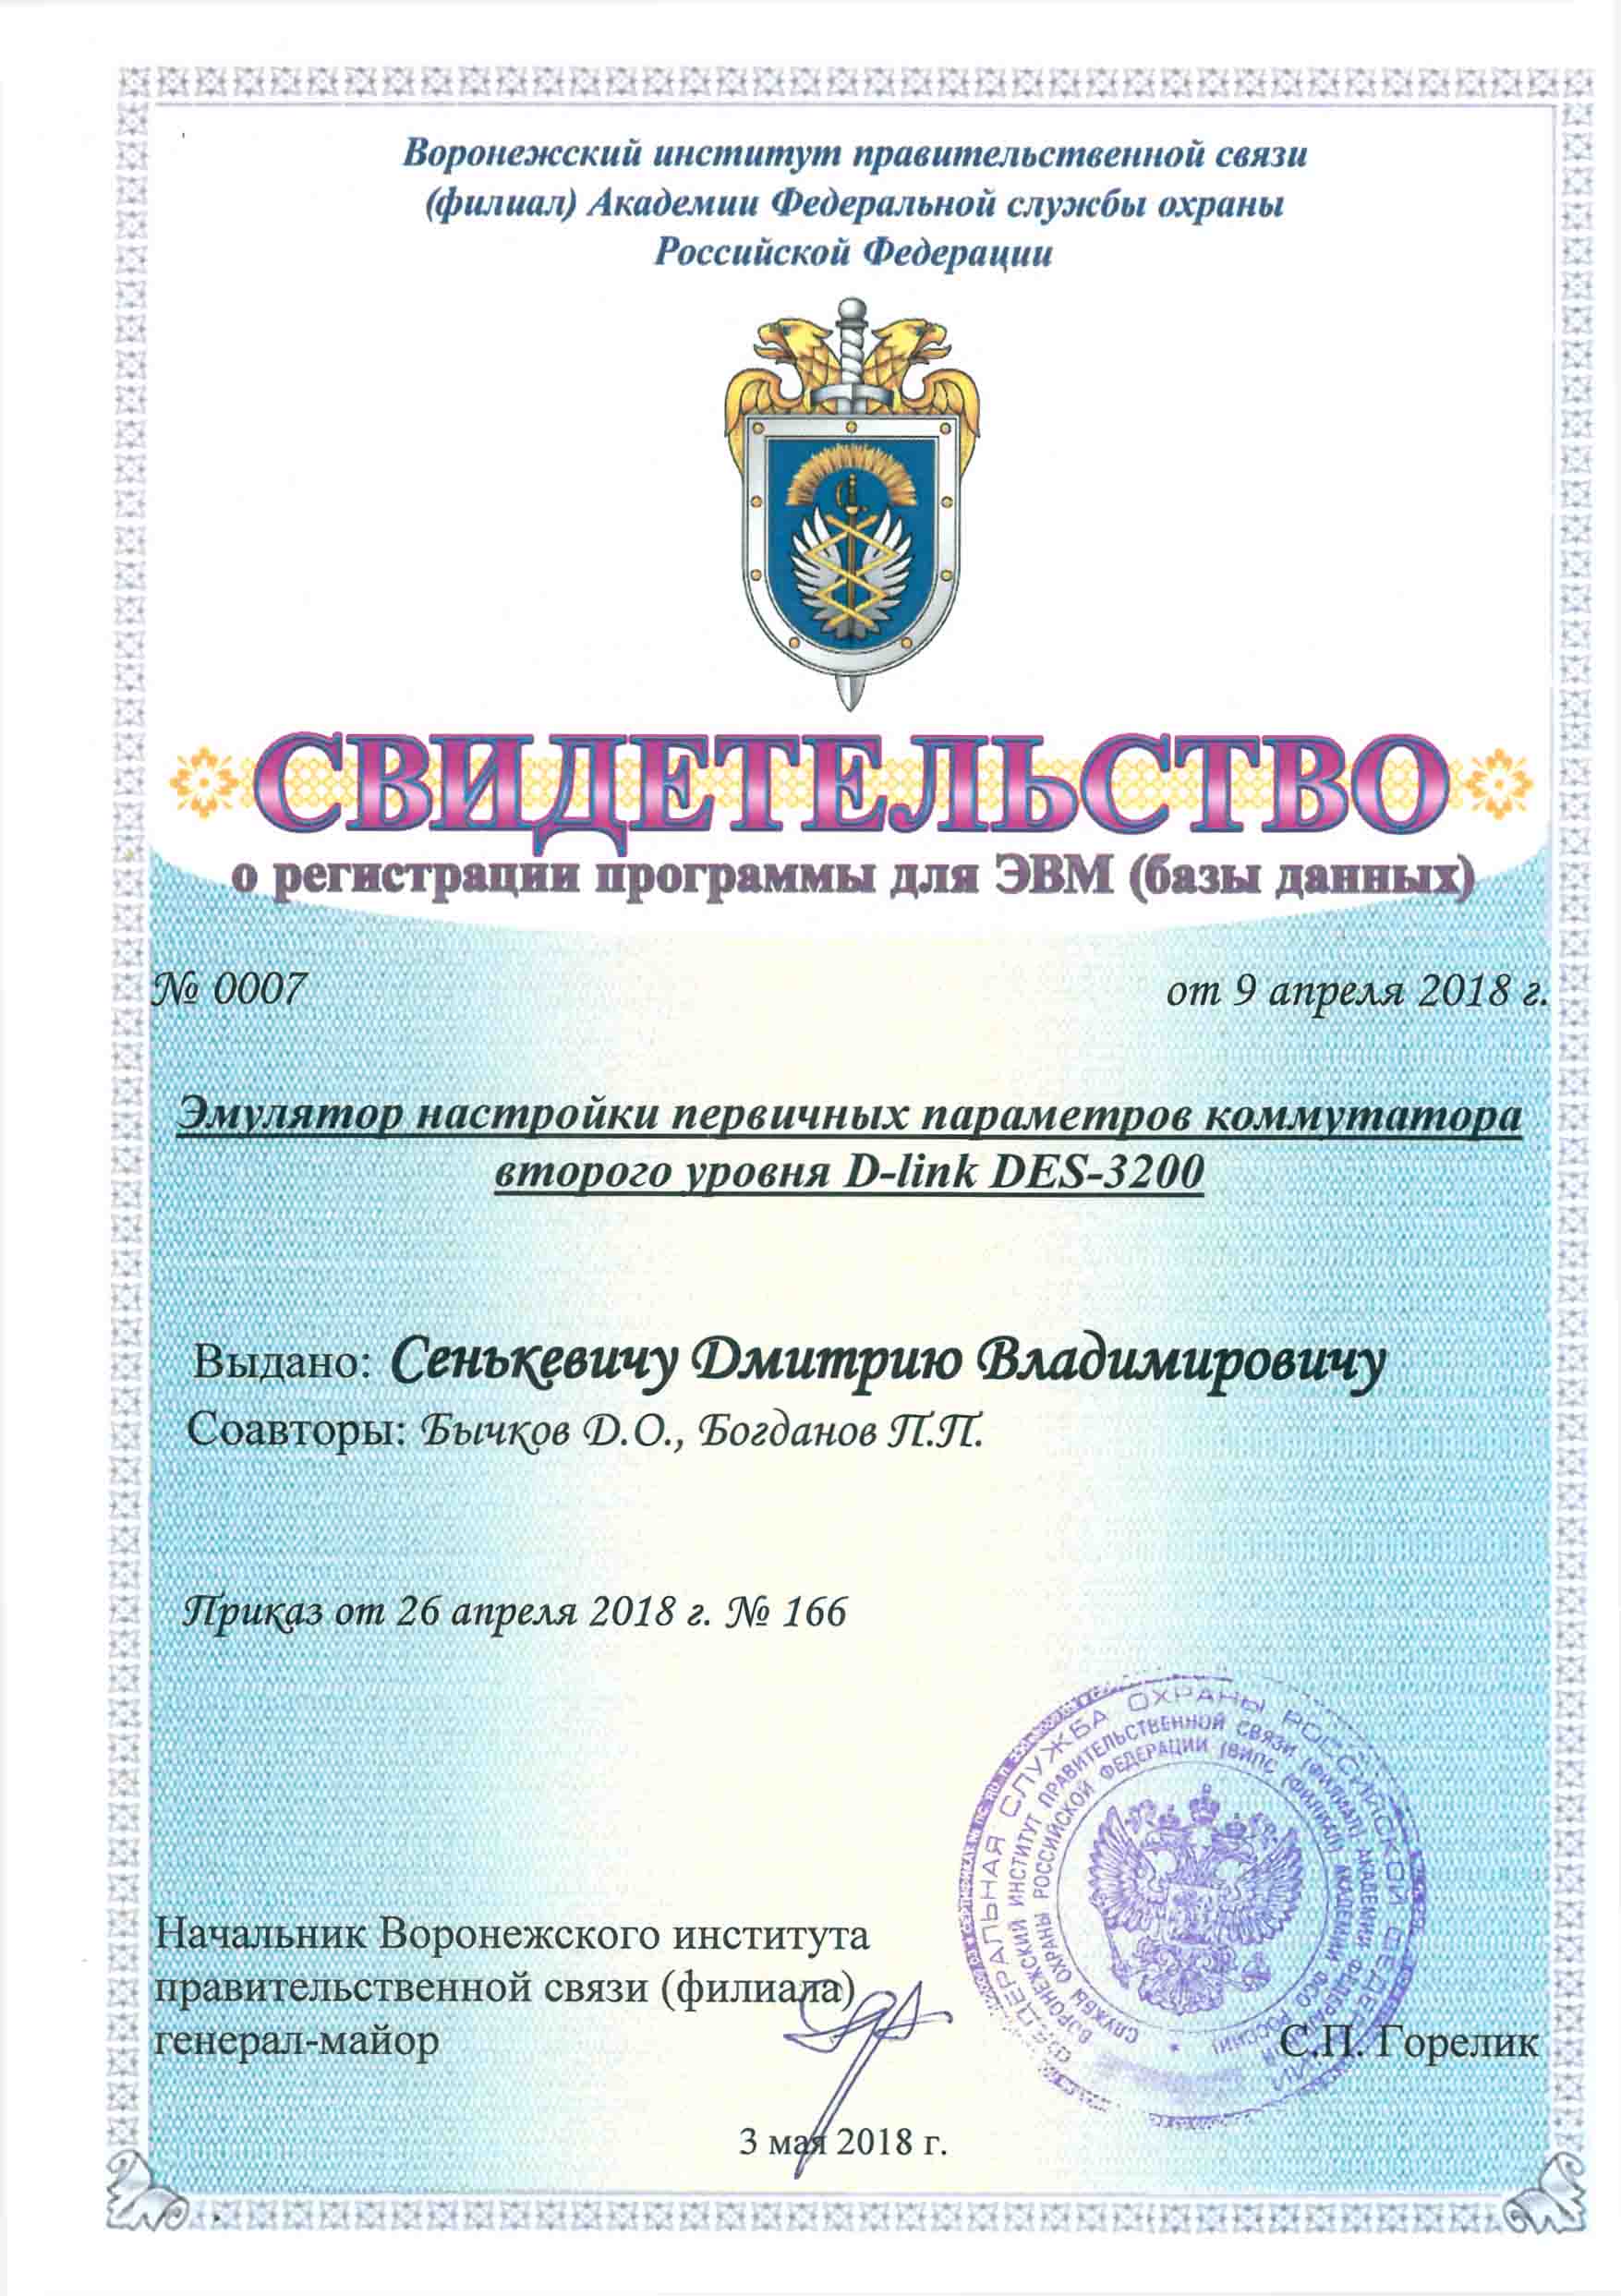 Воронежский институт правительственной связи
(филиал) Академии Федеральной службы охраны
Российской Федерации
СВИДЕТЕЛЬСТВО
о регистрации программы для ЭВМ (базы данных)
№ 0007
от 9 апреля 2018 г.
Эмулятор настройки первичных параметров коммутатора
второго уровня D-link DES-3200
Выдано: Сенькевичу Дмитрию Владимировичу
Соавторы: Бычков Д.О., Богданов П.П.
Приказ от 26 апреля 2018 г. № 166
ФЕДЕРАЛЬНАЯ СЛУЖБА ОХРАНЫ РОССИЙСКОЙ ФЕДЕРАЦИИ
ВОРОНЕЖСКИЙ ИНСТИТУТ ПРАВИТЕЛЬСТВЕННОЙ СВЯЗИ (ФИЛИАЛ) АКАДЕМИИ ФЕДЕРАЛЬНОЙ
СЛУЖБЫ ОХРАНЫ РОССИЙСКОЙ ФЕДЕРАЦИИ (ВИПС (ФИЛИАЛ) АКАДЕМИИ ФСО РОССИИ)
Начальник Воронежского института
правительственной связи (филиала)
генерал-майор
С.П. Горелик
3 мая 2018 г.